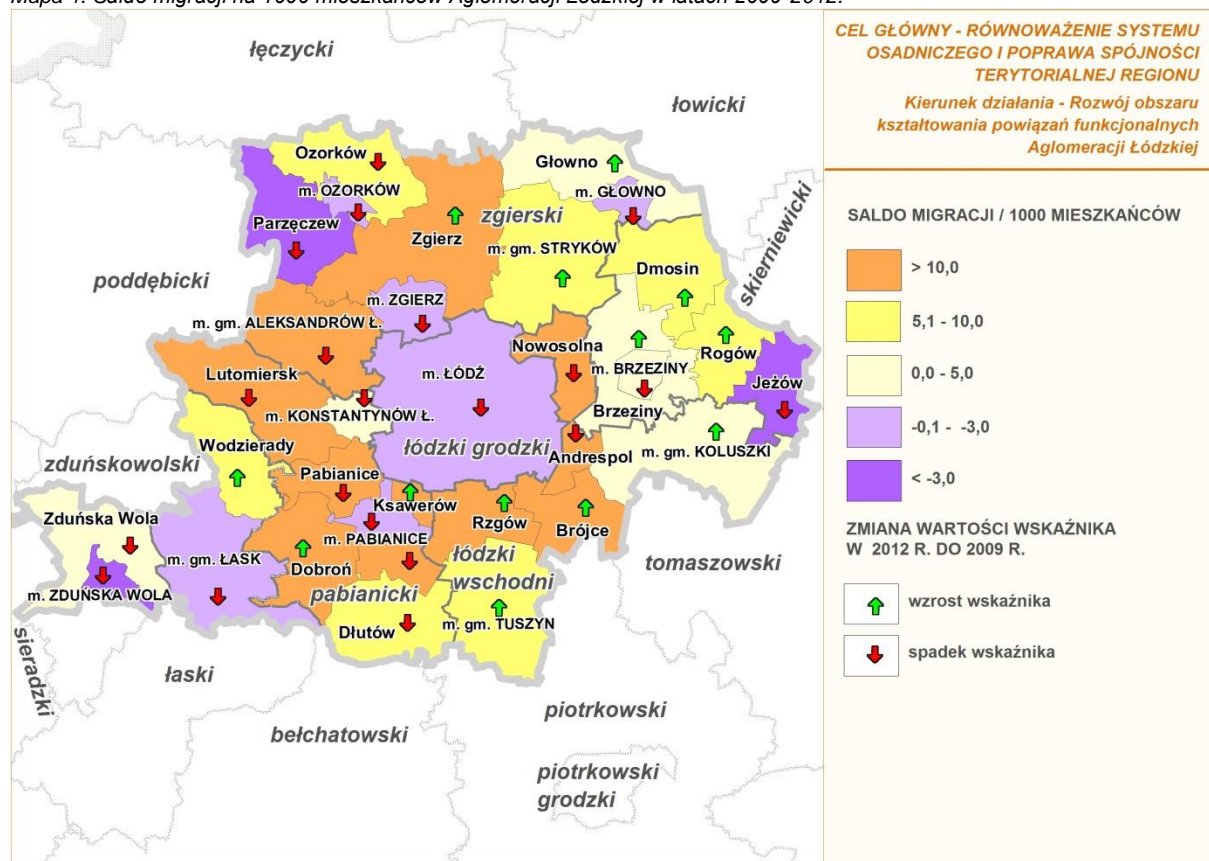 Mapa 4. Saldo migracji na 1000 mieszkańców Aglomeracji Łódzkiej w latach 2009-2012.
CEL GŁÓWNY - RÓWNOWAŻENIE SYSTEMU
OSADNICZEGO I POPRAWA SPÓJNOŚCI
TERYTORIALNEJ REGIONU
Kierunek działania - Rozwój obszaru
kształtowania powiązań funkcjonalnych
Aglomeracji Łódzkiej
łęczycki
łowicki
Ozorków
Głowno
m. OZORKÓW
m. GŁOWNO
Parzęczew
zgierski
Zgierz
m. gm. STRYKÓW
skierniewicki
poddębicki
Dmosin
m. ZGIERZ
m. gm. ALEKSANDRÓW Ł.
Nowosolna
Rogów
Lutomiersk
m. ŁÓDŹ
m. BRZEZINY
Jeżów
m. KONSTANTYNÓW Ł.
Brzeziny
Wodzierady
łódzki grodzki
Andrespol
m. gm. KOLUSZKI
zduńskowolski
Pabianice
Ksawerów
Zduńska Wola
Rzgów
Brójce
m. PABIANICE
m. gm. ŁASK
łódzki
wschodni
tomaszowski
Dobroń
m. ZDUŃSKA WOLA
pabianicki
Dłutów
m. gm. TUSZYN
sieradzki
łaski
piotrkowski
bełchatowski
piotrkowski
grodzki
SALDO MIGRACJI / 1000 MIESZKAŃCÓW
> 10,0
5,1 - 10,0
0,0 - 5,0
-0,1 - -3,0
< -3,0
ZMIANA WARTOŚCI WSKAŹNIKA
W 2012 R. DO 2009 R.
wzrost wskaźnika
spadek wskaźnika